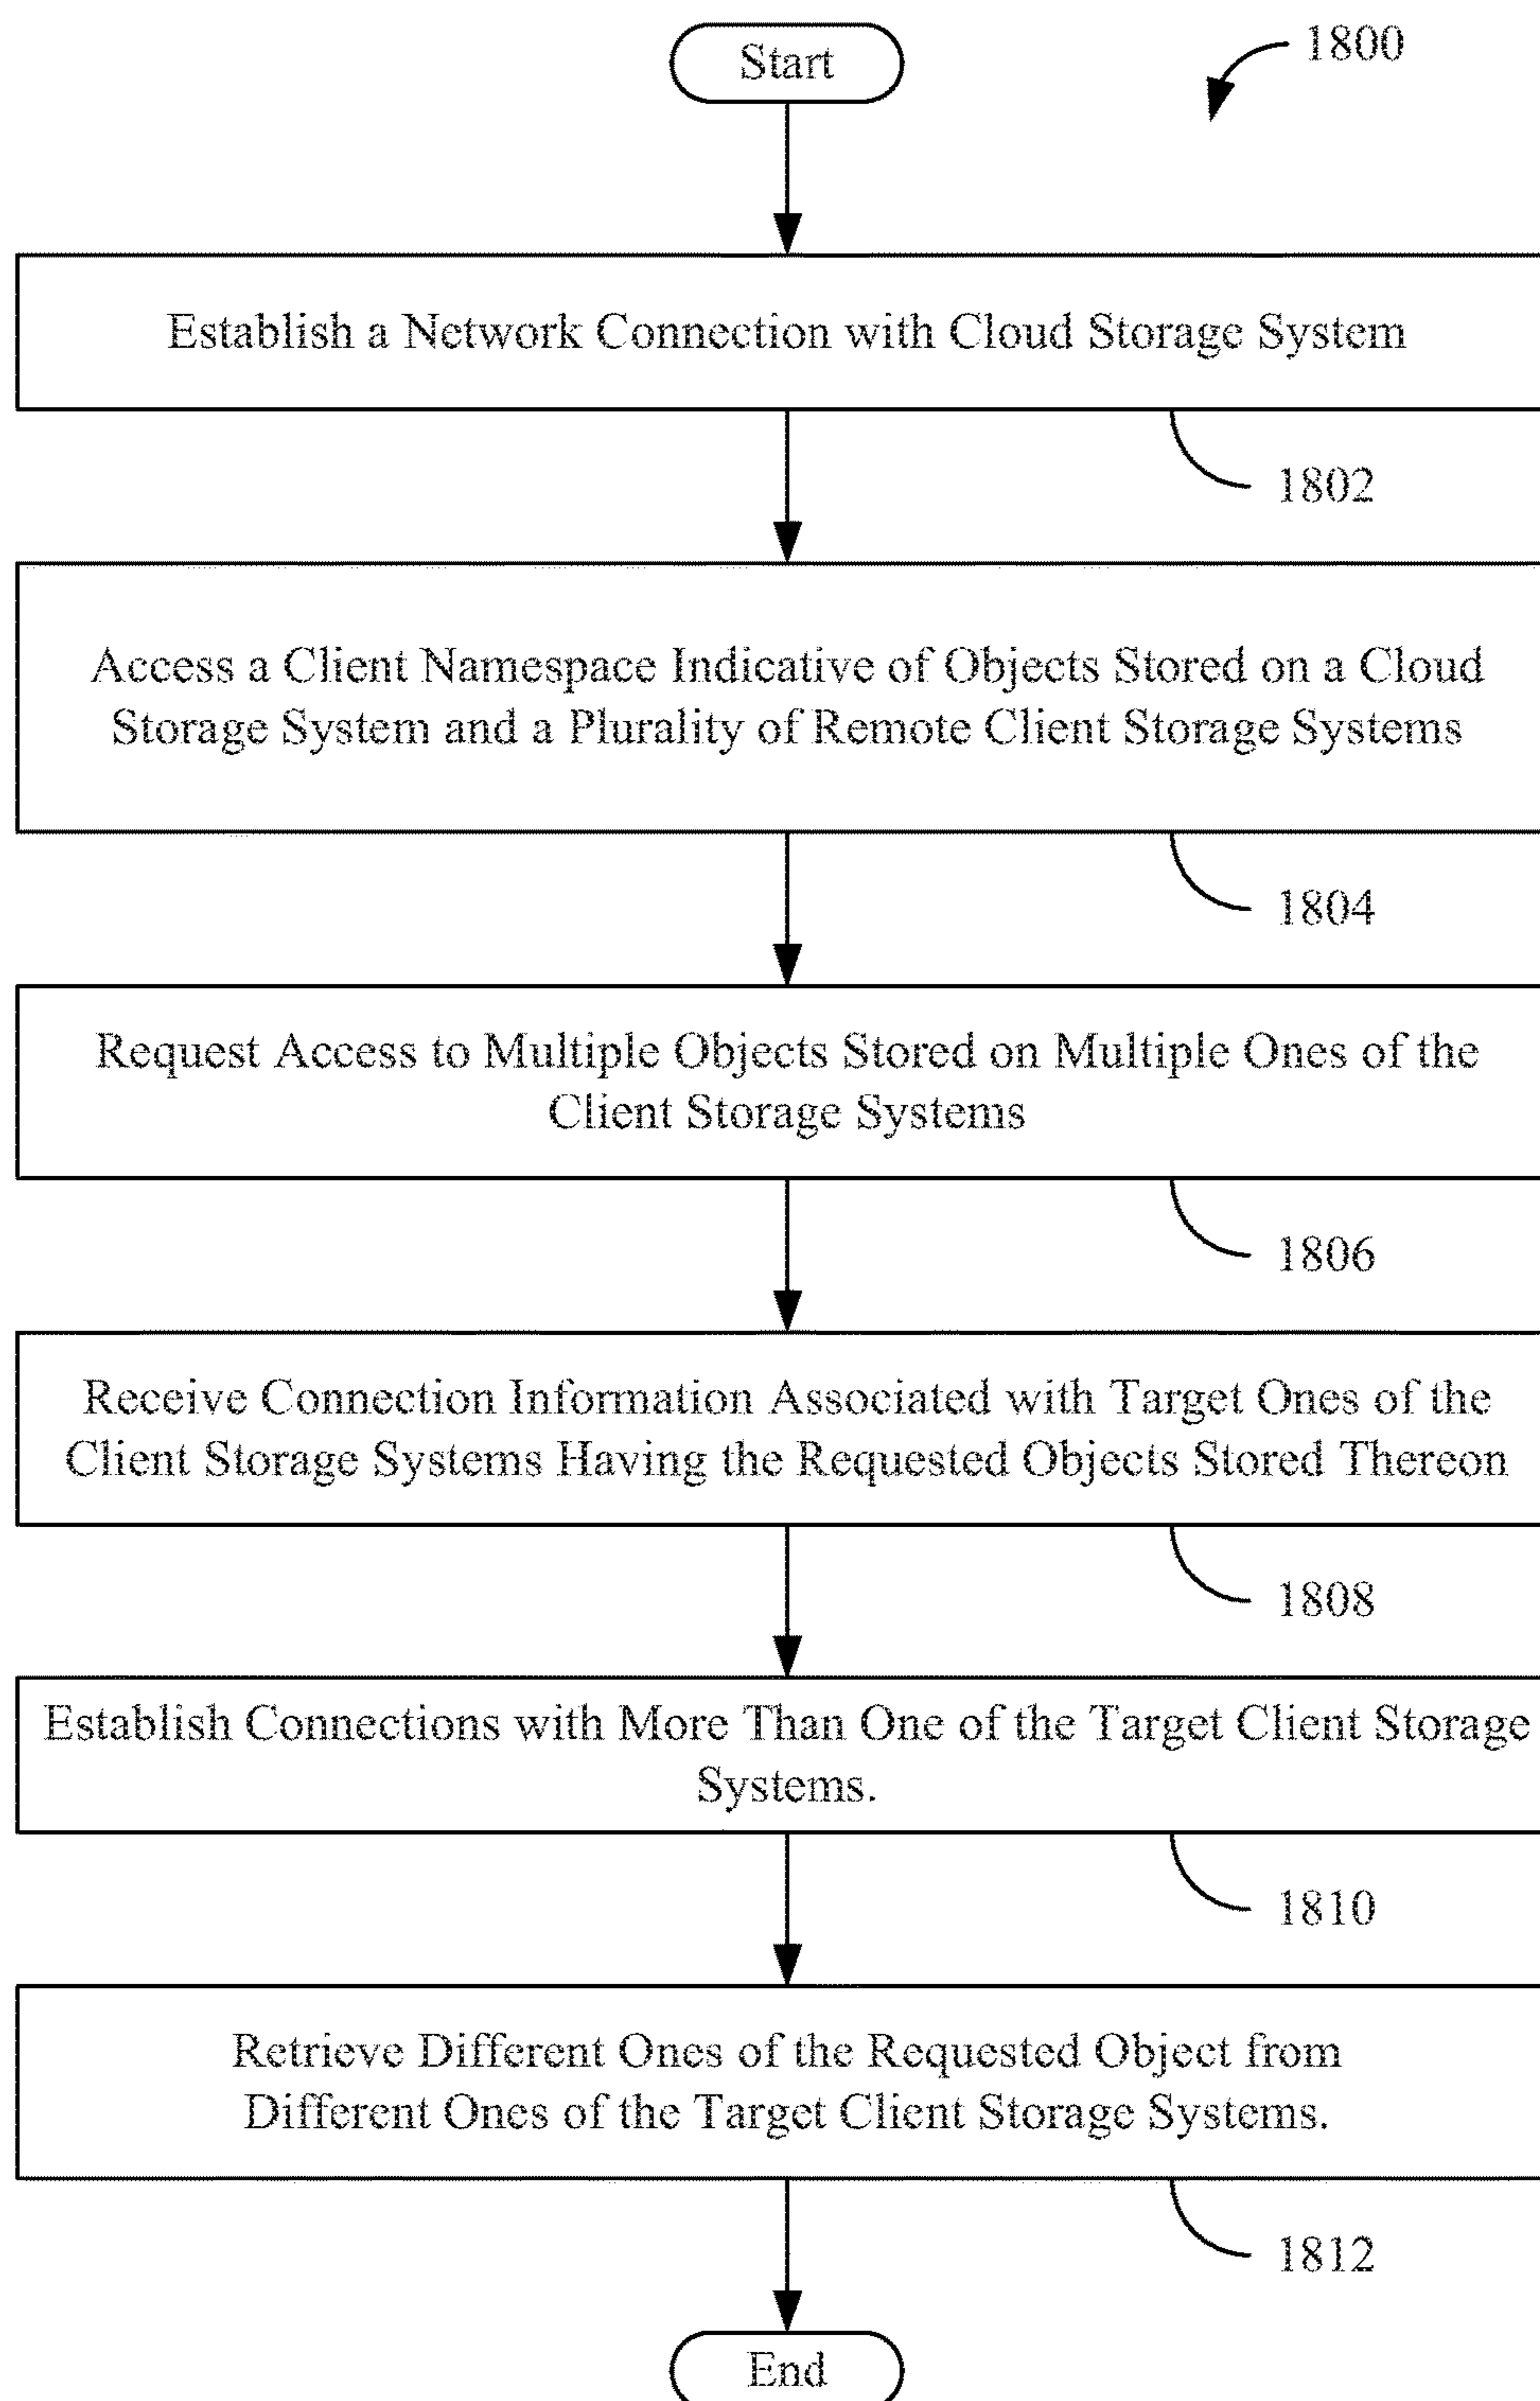 Start
1800
Establish a Network Connection with Cloud Storage System
1802
Access a Client Namespace Indicative of Objects Stored on a Cloud
Storage System and a Plurality of Remote Client Storage Systems
1804
Request Access to Multiple Objects Stored on Multiple Ones of the
Client Storage Systems
1806
Receive Connection Information Associated with Target Ones of the
Client Storage Systems Having the Requested Objects Stored Thereon
1808
Establish Connections with More Than One of the Target Client Storage
Systems.
1810
Retrieve Different Ones of the Requested Object from
Different Ones of the Target Client Storage Systems.
1812
End